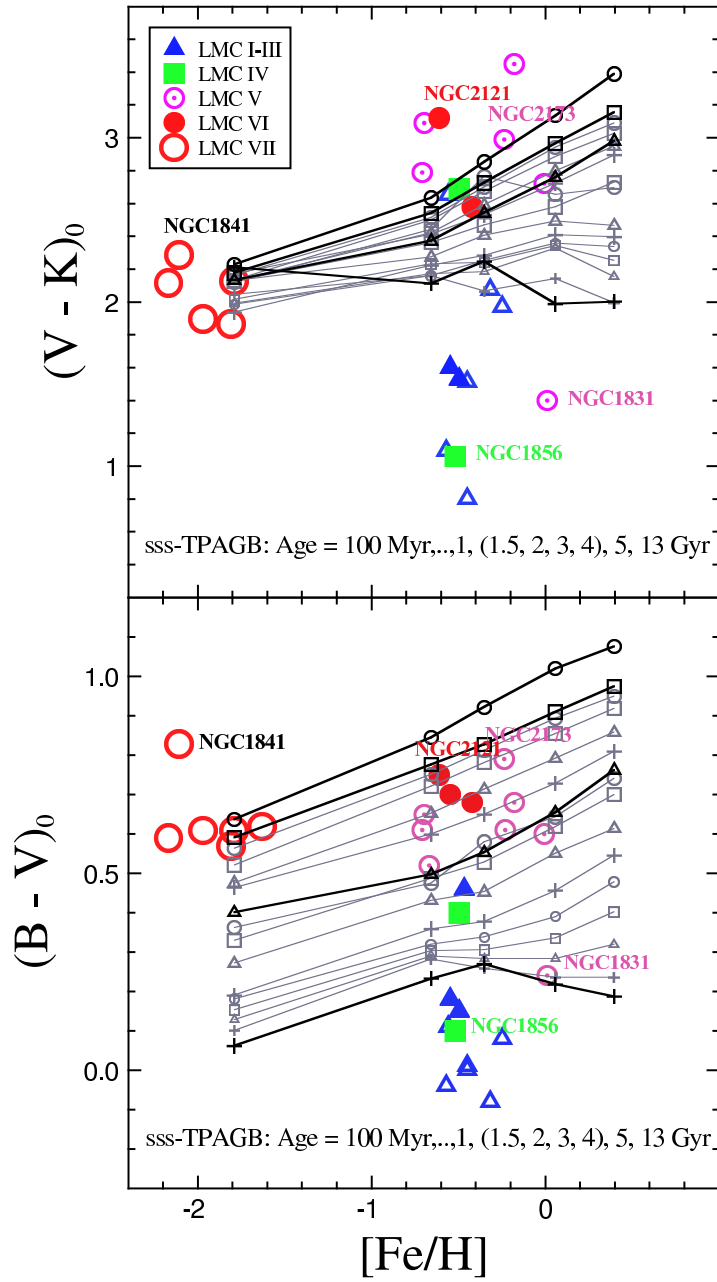 LMC I-III
LMC IV
LMC V
LMC VI
LMC VII
NGC2121
NGC2173
NGC1841
NGC1831
NGC1856
3
2
1
(V - K)0
sss-TPAGB: Age = 100 Myr,..,1, (1.5, 2, 3, 4), 5, 13 Gyr
1.0
0.5
0.0
(B - V)0
NGC1841
NGC2173
NGC2121
NGC1831
NGC1856
sss-TPAGB: Age = 100 Myr,..,1, (1.5, 2, 3, 4), 5, 13 Gyr
-2
-1
0
[Fe/H]